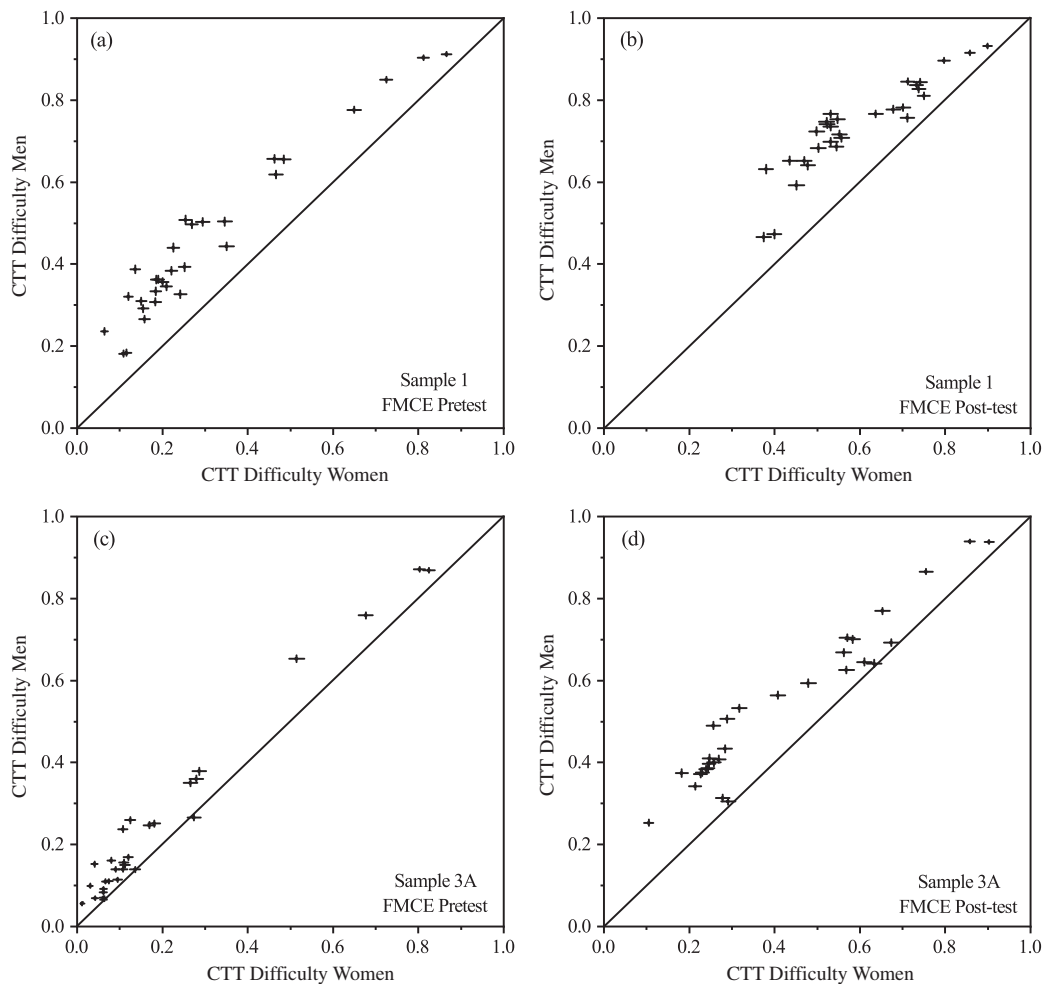 (a)
1.0
0.8
0.6
0.4
0.2
0.0
CTT Difficulty Men
Sample 1
FMCE Pretest
0.0 0.2 0.4 0.6 0.8 1.0
CTT Difficulty Women
(b)
1.0
0.8
0.6
0.4
0.2
0.0
CTT Difficulty Men
Sample 1
FMCE Post-test
0.0 0.2 0.4 0.6 0.8 1.0
CTT Difficulty Women
(c)
1.0
0.8
0.6
0.4
0.2
0.0
CTT Difficulty Men
Sample 3A
FMCE Pretest
0.0 0.2 0.4 0.6 0.8 1.0
CTT Difficulty Women
(d)
1.0
0.8
0.6
0.4
0.2
0.0
CTT Difficulty Men
Sample 3A
FMCE Post-test
0.0 0.2 0.4 0.6 0.8 1.0
CTT Difficulty Women